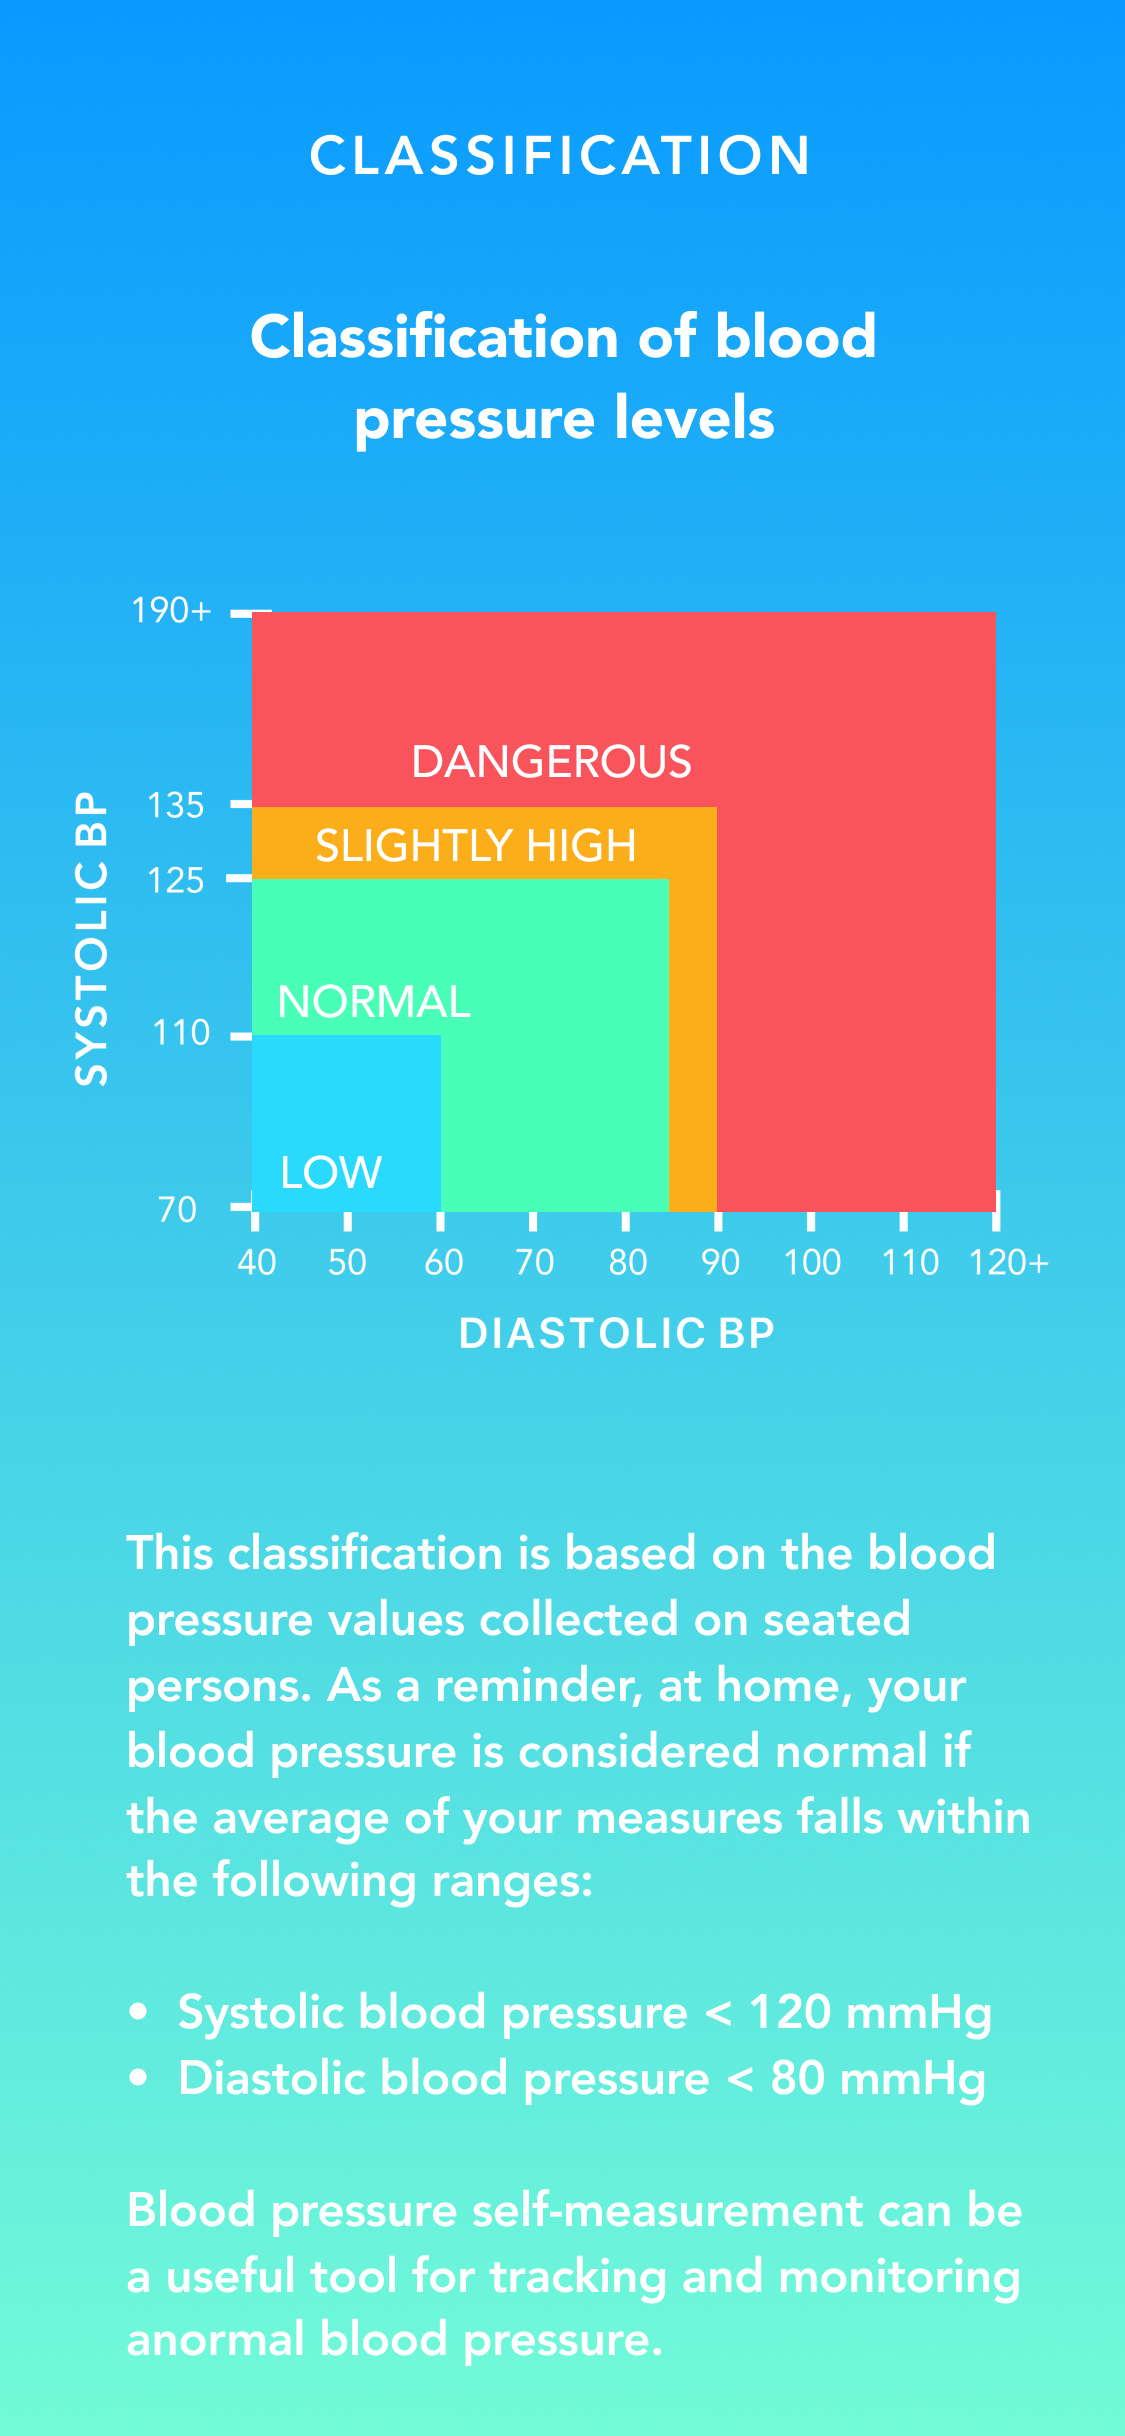 CLASSIFICATION
Classification of blood
pressure levels
190+
DANGEROUS
135
SLIGHTLY HIGH
125
NORMAL
110
LOW
70
SYSTOLIC BP
40 50 60 70 80 90 100 110 120+
DIASTOLIC BP
This classification is based on the blood
pressure values collected on seated
persons. As a reminder, at home, your
blood pressure is considered normal if
the average of your measures falls within
the following ranges:
• Systolic blood pressure < 120 mmHg
• Diastolic blood pressure < 80 mmHg
Blood pressure self-measurement can be
a useful tool for tracking and monitoring
anormal blood pressure.